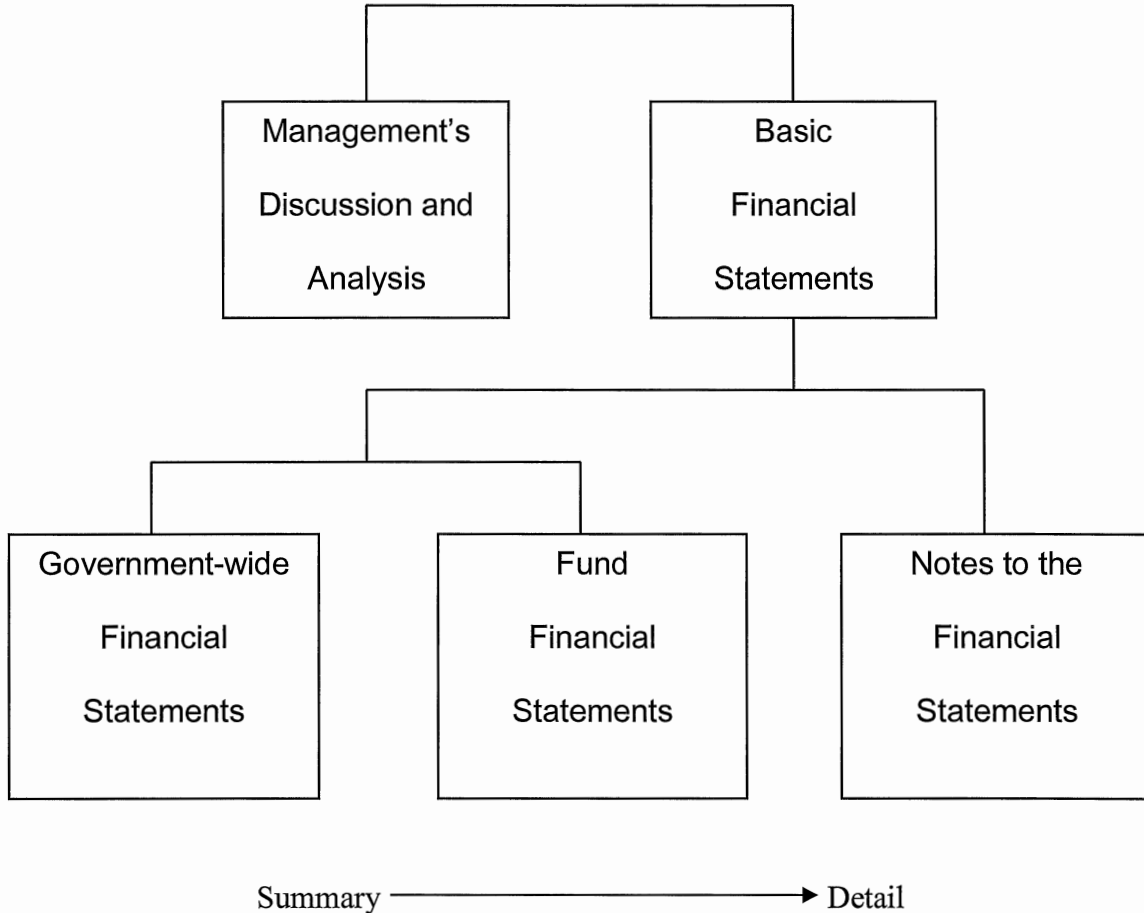 Management's
Discussion and
Analysis
Basic
Financial
Statements
Government-wide
Financial
Statements
Fund
Financial
Statements
Notes to the
Financial
Statements
Summary
Detail